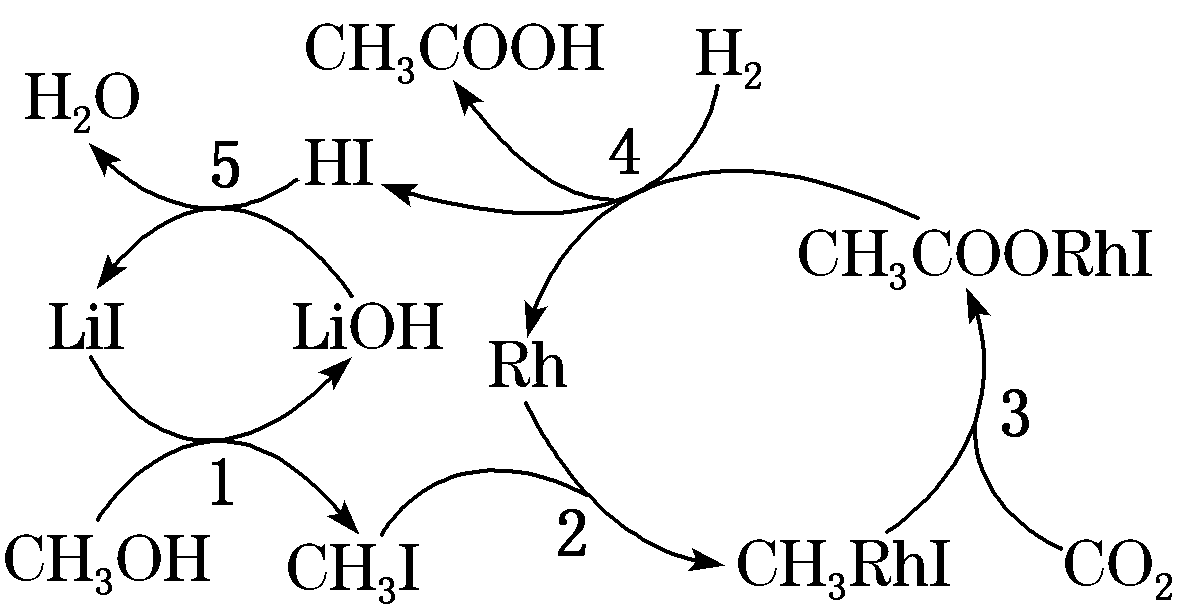 CH₃COOH
H₂
H₂O
5
HI
4
CH₃COORhI
LiI
LiOH
Rh
3
1
2
CH₃OH
CH₃I
CH₃RhI
CO₂